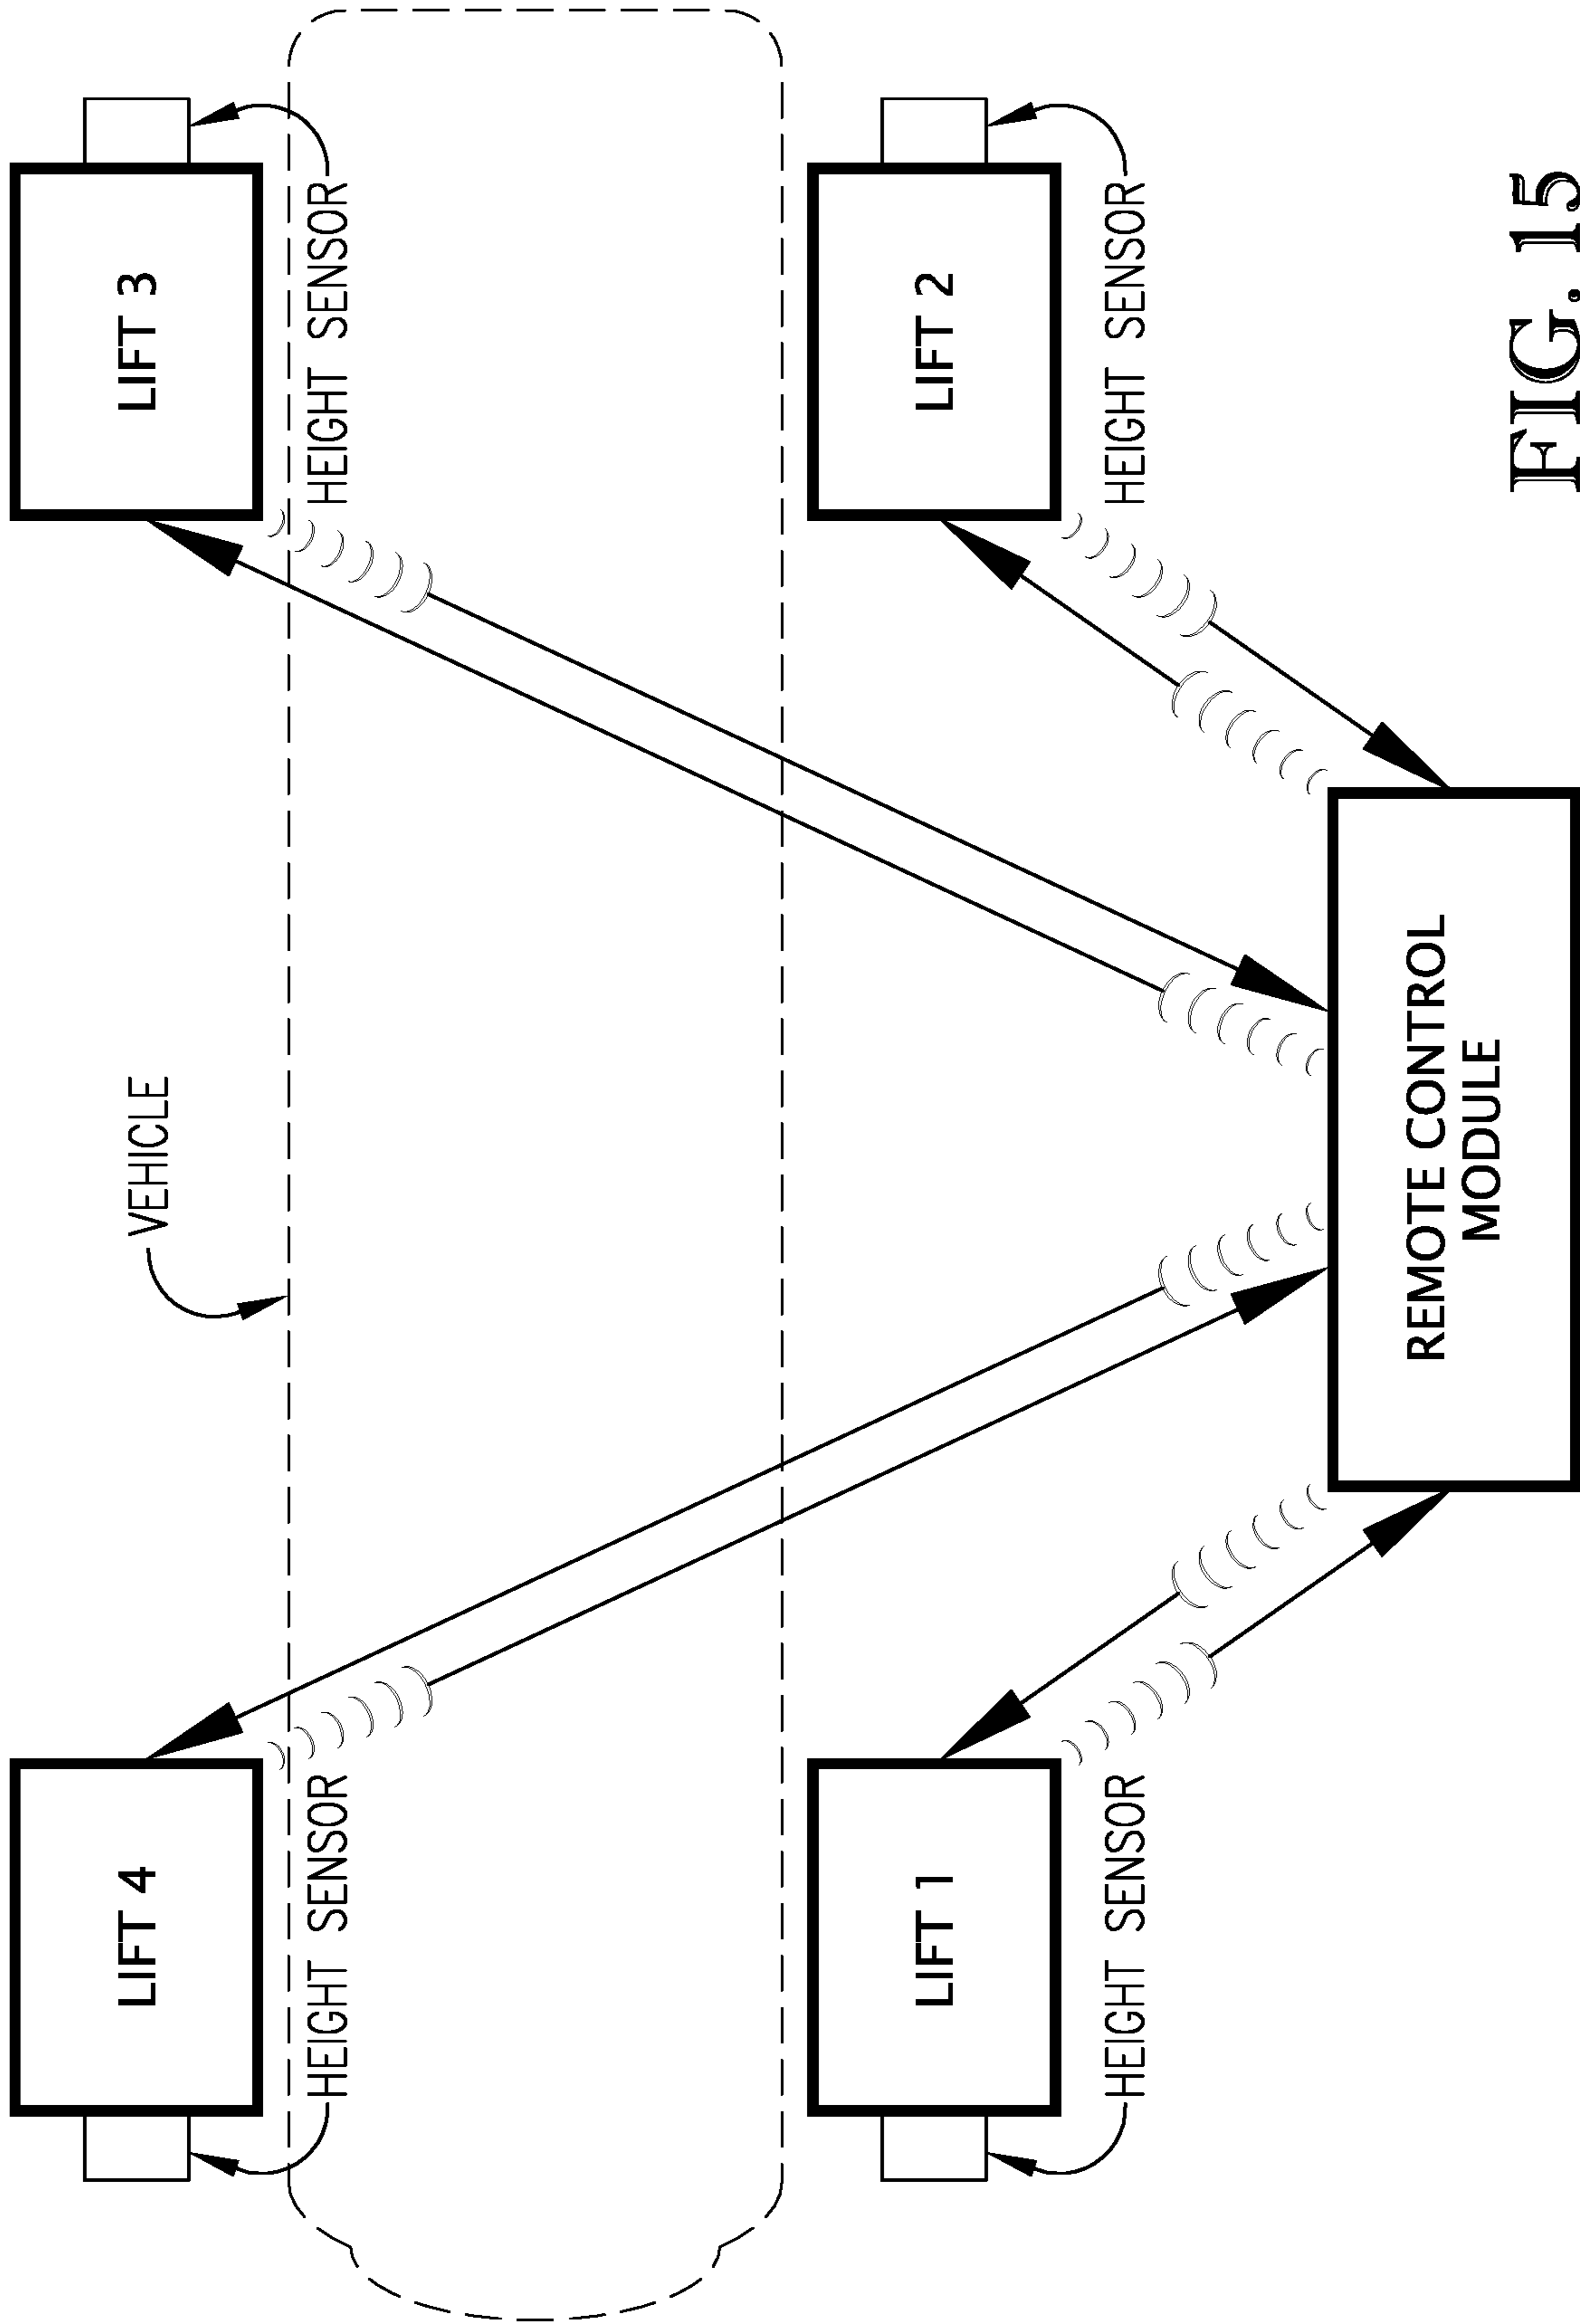 VEHICLE
LIFT 4
LIFT 3
HEIGHT SENSOR
HEIGHT SENSOR
LIFT 1
LIFT 2
HEIGHT SENSOR
HEIGHT SENSOR
REMOTE CONTROL
MODULE
FIG. 15